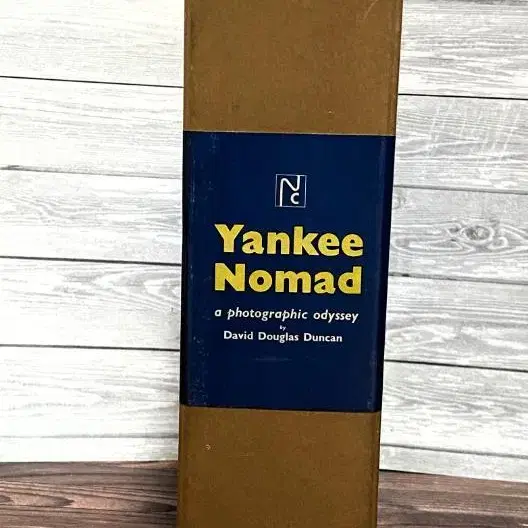 NC
Yankee
Nomad
a photographic odyssey
by
David Douglas Duncan